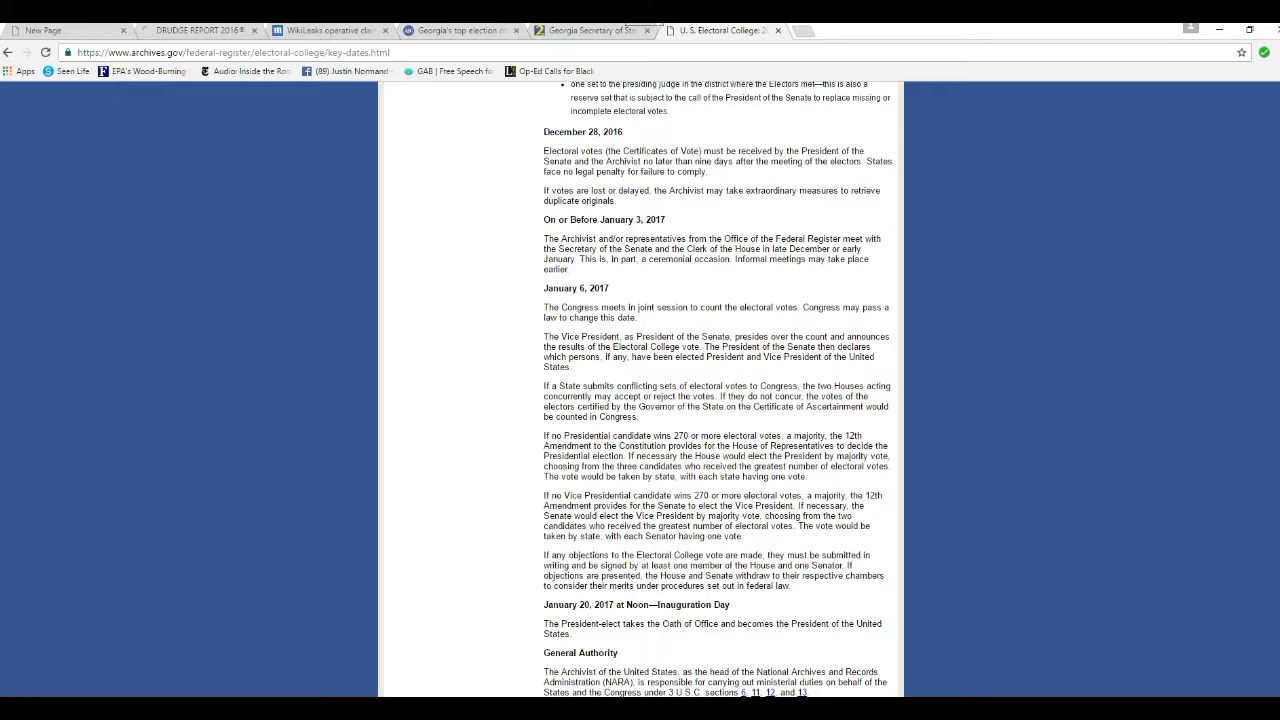 New Page
DRUDGE REPORT 2016®
WikiLeaks operative clai
Georgia's top election o
Georgia Secretary of Sta
U. S. Electoral College: 20
https://www.archives.gov/federal-register/electoral-college/key-dates.html
Apps
Seen Life
EPA's Wood-Burning
Audio: Inside the Roo
(89) Justin Normand
GAB | Free Speech fo
Op-Ed Calls for Black
one set to the presiding judge in the district where the Electors met—this is also a
reserve set that is subject to the call of the President of the Senate to replace missing or
incomplete electoral votes.
December 28, 2016
Electoral votes (the Certificates of Vote) must be received by the President of the
Senate and the Archivist no later than nine days after the meeting of the electors. States
face no legal penalty for failure to comply.
If votes are lost or delayed, the Archivist may take extraordinary measures to retrieve
duplicate originals.
On or Before January 3, 2017
The Archivist and/or representatives from the Office of the Federal Register meet with
the Secretary of the Senate and the Clerk of the House in late December or early
January. This is, in part, a ceremonial occasion. Informal meetings may take place
earlier.
January 6, 2017
The Congress meets in joint session to count the electoral votes. Congress may pass a
law to change this date.
The Vice President, as President of the Senate, presides over the count and announces
the results of the Electoral College vote. The President of the Senate then declares
which persons, if any, have been elected President and Vice President of the United
States.
If a State submits conflicting sets of electoral votes to Congress, the two Houses acting
concurrently may accept or reject the votes. If they do not concur, the votes of the
electors certified by the Governor of the State on the Certificate of Ascertainment would
be counted in Congress.
If no Presidential candidate wins 270 or more electoral votes, a majority, the 12th
Amendment to the Constitution provides for the House of Representatives to decide the
Presidential election. If necessary the House would elect the President by majority vote,
choosing from the three candidates who received the greatest number of electoral votes.
The vote would be taken by state, with each state having one vote.
If no Vice Presidential candidate wins 270 or more electoral votes, a majority, the 12th
Amendment provides for the Senate to elect the Vice President. If necessary, the
Senate would elect the Vice President by majority vote, choosing from the two
candidates who received the greatest number of electoral votes. The vote would be
taken by state, with each Senator having one vote.
If any objections to the Electoral College vote are made, they must be submitted in
writing and be signed by at least one member of the House and one Senator. If
objections are presented, the House and Senate withdraw to their respective chambers
to consider their merits under procedures set out in federal law.
January 20, 2017 at Noon—Inauguration Day
The President-elect takes the Oath of Office and becomes the President of the United
States.
General Authority
The Archivist of the United States, as the head of the National Archives and Records
Administration (NARA), is responsible for carrying out ministerial duties on behalf of the
States and the Congress under 3 U.S.C. sections 6, 11, 12, and 13.